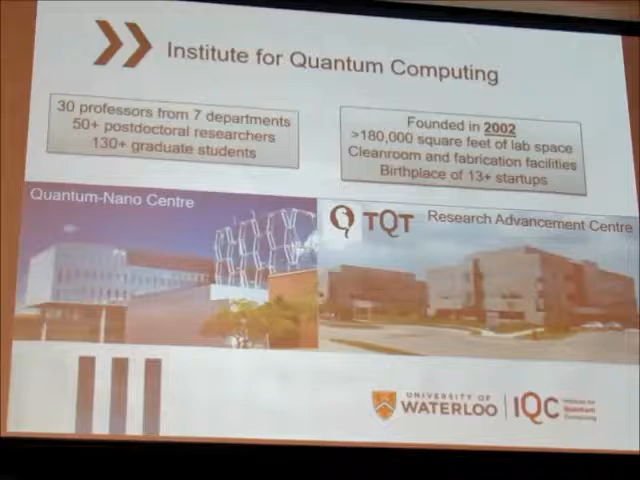 Institute for Quantum Computing
30 professors from 7 departments
50+ postdoctoral researchers
130+ graduate students
Founded in 2002
>180,000 square feet of lab space
Cleanroom and fabrication facilities
Birthplace of 13+ startups
Quantum-Nano Centre
TQT
Research Advancement Centre
UNIVERSITY OF
WATERLOO
IQC
Institute for
Quantum
Computing